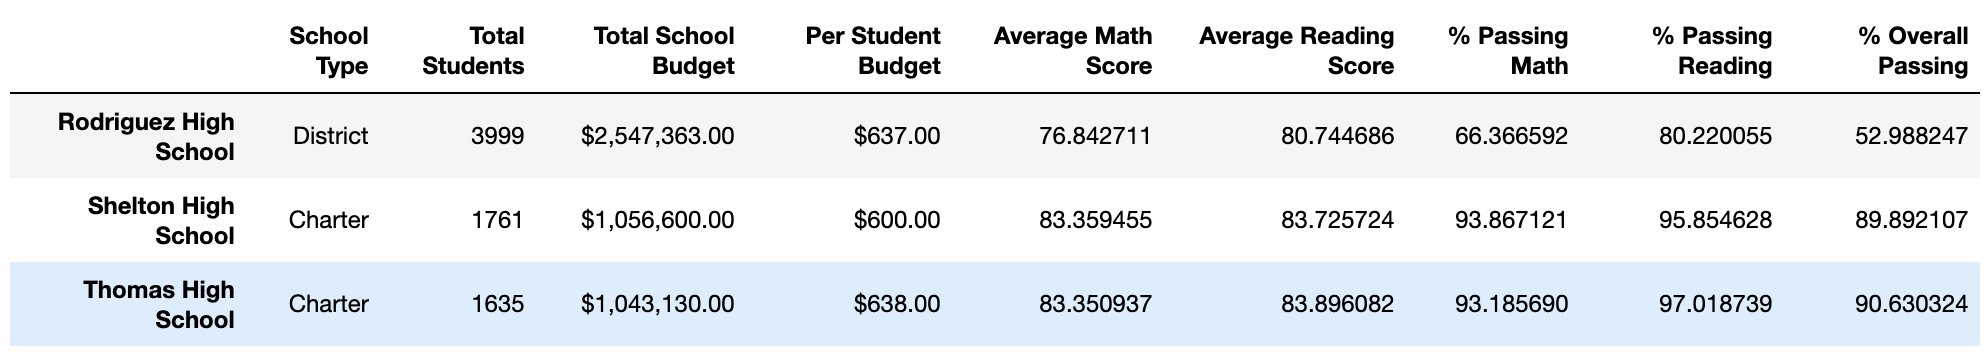 School Type Total Students Total School Budget Per Student Budget Average Math Score Average Reading Score % Passing Math % Passing Reading % Overall Passing
Rodriguez High School District 3999 $2,547,363.00 $637.00 76.842711 80.744686 66.366592 80.220055 52.988247
Shelton High School Charter 1761 $1,056,600.00 $600.00 83.359455 83.725724 93.867121 95.854628 89.892107
Thomas High School Charter 1635 $1,043,130.00 $638.00 83.350937 83.896082 93.185690 97.018739 90.630324